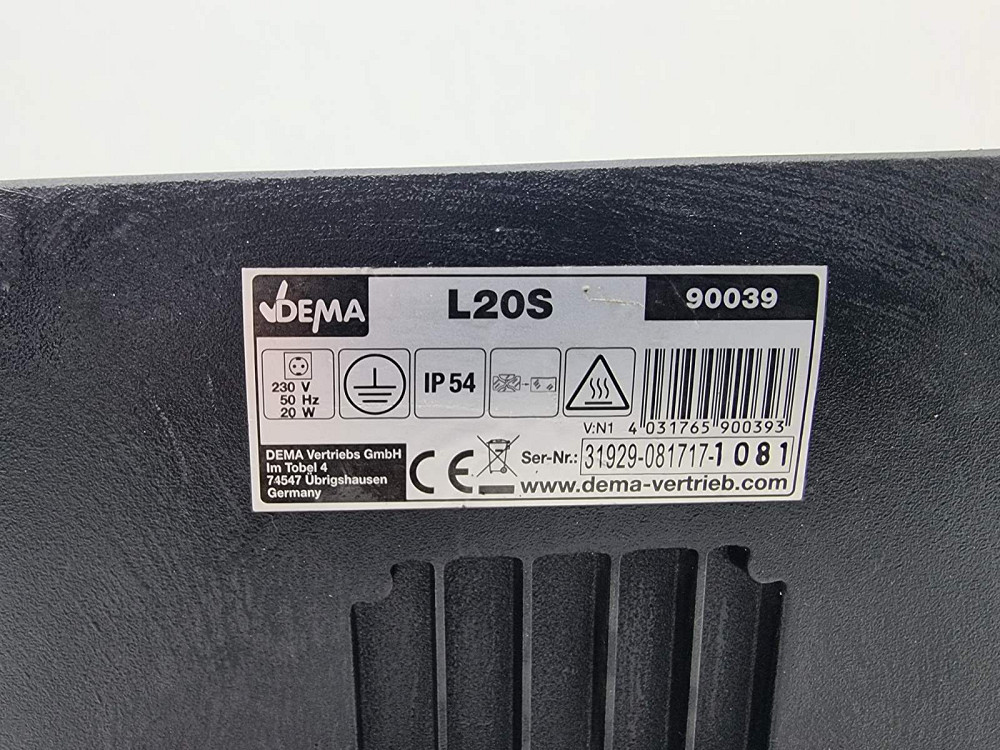 DEMA
L20S
90039
230 V
50 Hz
20 W
IP 54
V:N1
4 031765 900393
DEMA Vertriebs GmbH
Im Tobel 4
74547 Übrigshausen
Germany
CE
Ser-Nr.: 31929-081717-1081
www.dema-vertrieb.com